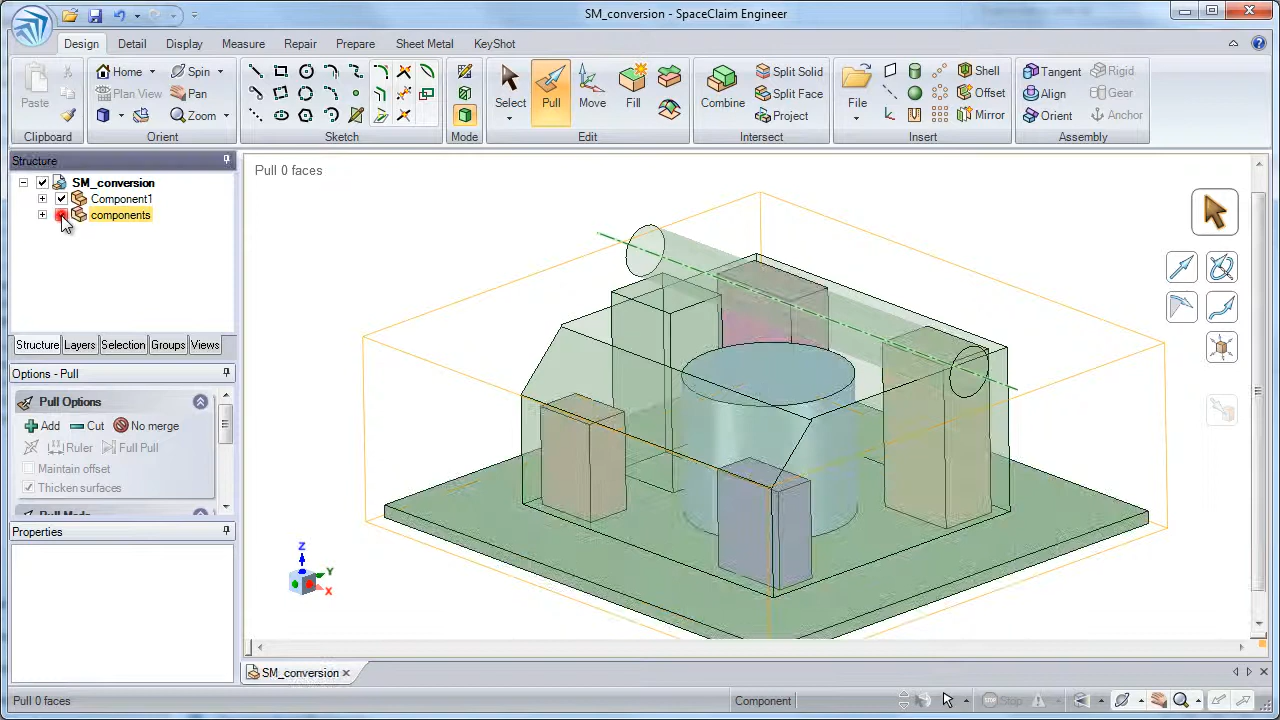 SM_conversion - SpaceClaim Engineer
Design Detail Display Measure Repair Prepare Sheet Metal KeyShot
Paste
Clipboard
Home Spin
Plan View Pan
Zoom
Orient
Sketch
Mode
Select Pull Move Fill
Edit
Combine
Split Solid
Split Face
Project
Intersect
File
Shell
Offset
Mirror
Insert
Tangent Rigid
Align Gear
Orient Anchor
Assembly
Structure
SM_conversion
Component1
components
Structure Layers Selection Groups Views
Options - Pull
Pull Options
Add Cut No merge
Ruler Full Pull
Maintain offset
Thicken surfaces
Pull Mode
Properties
Pull 0 faces
Z
Y
X
SM_conversion
Pull 0 faces
Component
Stop